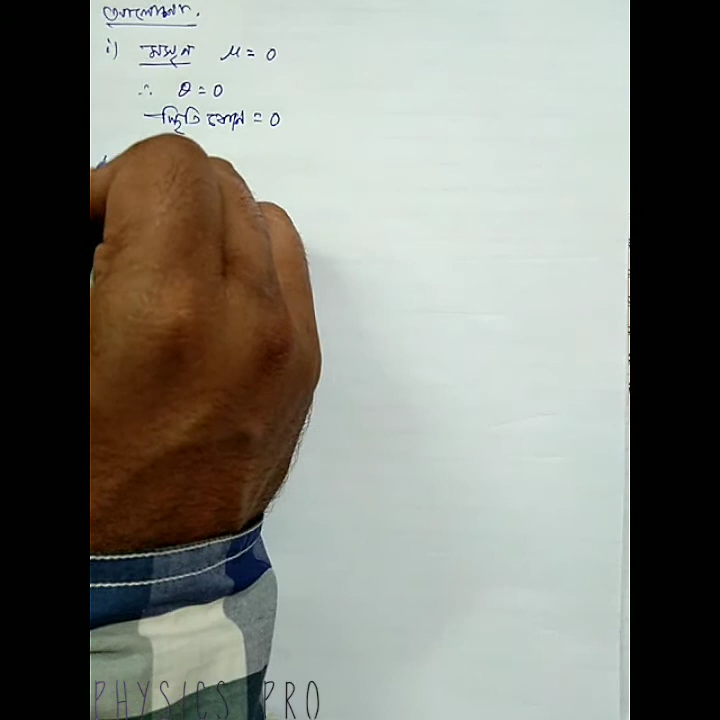 আলোচনা.
i) মসৃন μ = 0
∴ θ = 0
স্থিতি কোন = 0
PHYSICS PRO